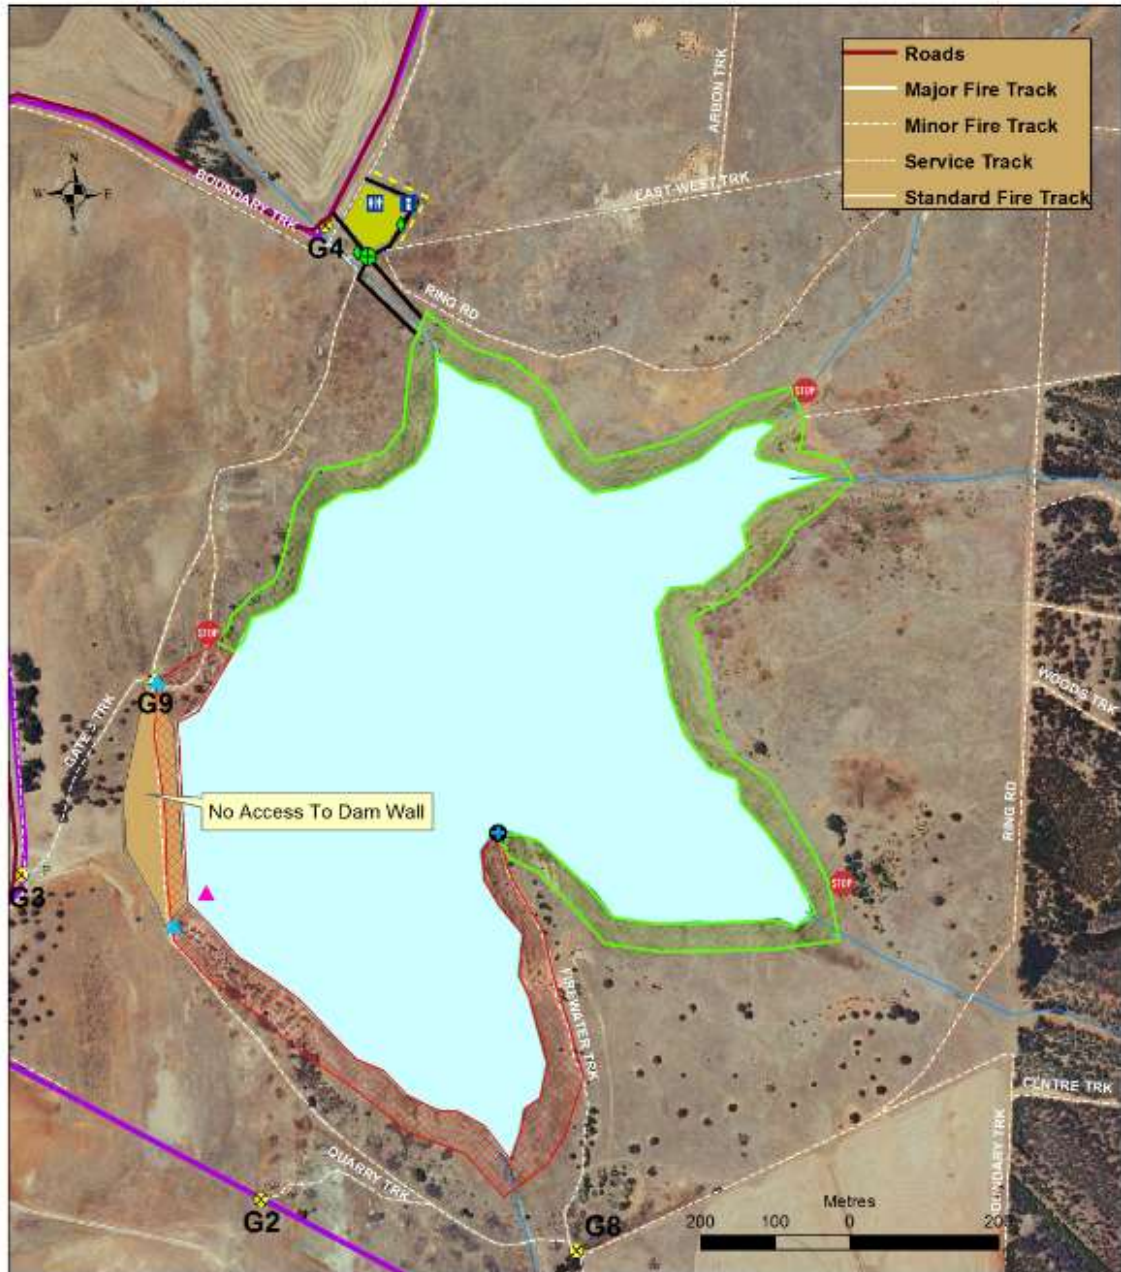 Roads
Major Fire Track
Minor Fire Track
Service Track
Standard Fire Track
N
W E
S
ARBON TRK
EAST-WEST TRK
BOUNDARY TRK
G4
RING RD
STOP
STOP
G9
GATE 3 TRK
WOODS TRK
No Access To Dam Wall
RING RD
G3
STOP
FIREWATER TRK
CENTRE TRK
QUARRY TRK
BOUNDARY TRK
G2
G8
Metres
200 100 0 20